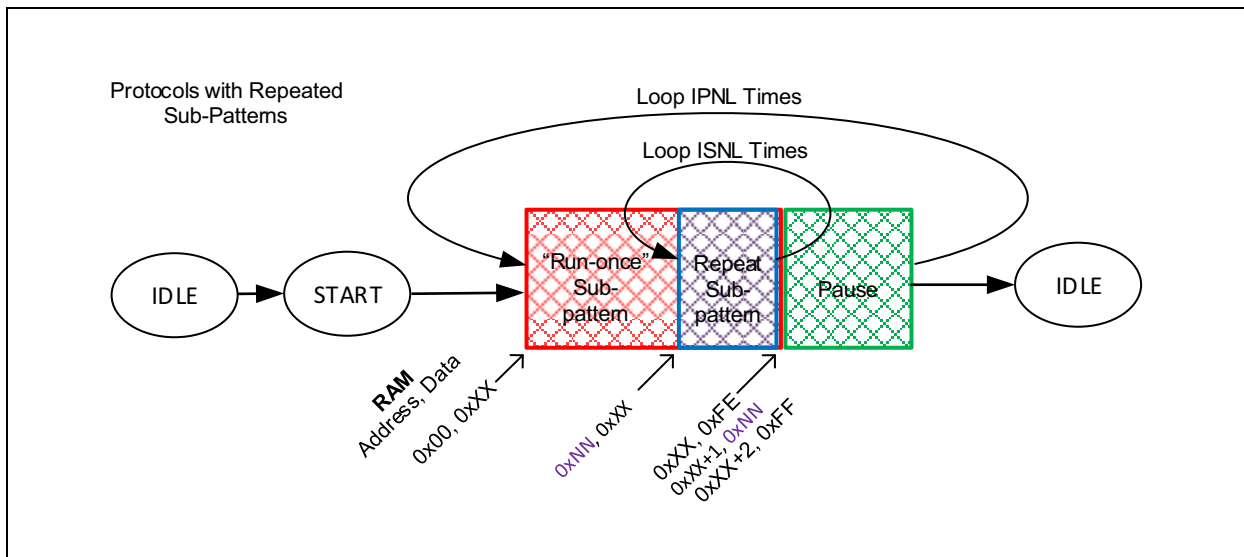 Protocols with Repeated
Sub-Patterns
Loop IPNL Times
Loop ISNL Times
IDLE
START
“Run-once”
Sub-
pattern
Repeat
Sub-
pattern
Pause
IDLE
RAM
Address, Data
0x00, 0xXX
0xNN, 0xXX
0xXX, 0xFE
0xXX+1, 0xNN
0xXX+2, 0xFF